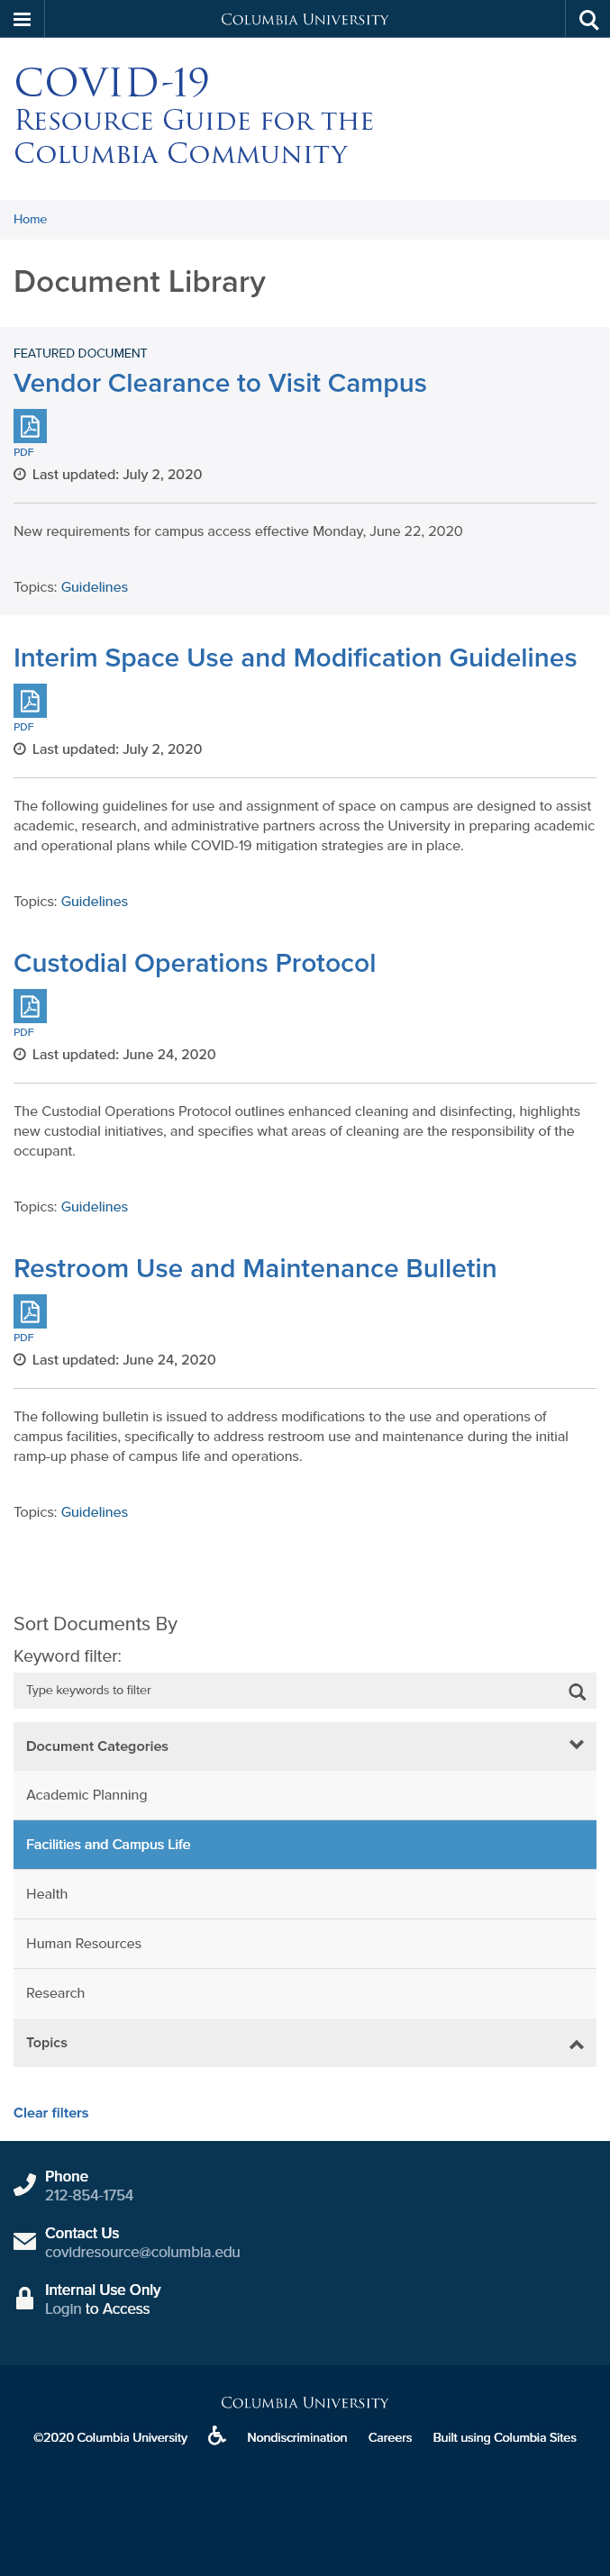 COLUMBIA UNIVERSITY
COVID-19
RESOURCE GUIDE FOR THE
COLUMBIA COMMUNITY
Home
Document Library
FEATURED DOCUMENT
Vendor Clearance to Visit Campus
PDF
Last updated: July 2, 2020
New requirements for campus access effective Monday, June 22, 2020
Topics: Guidelines
Interim Space Use and Modification Guidelines
PDF
Last updated: July 2, 2020
The following guidelines for use and assignment of space on campus are designed to assist
academic, research, and administrative partners across the University in preparing academic
and operational plans while COVID-19 mitigation strategies are in place.
Topics: Guidelines
Custodial Operations Protocol
PDF
Last updated: June 24, 2020
The Custodial Operations Protocol outlines enhanced cleaning and disinfecting, highlights
new custodial initiatives, and specifies what areas of cleaning are the responsibility of the
occupant.
Topics: Guidelines
Restroom Use and Maintenance Bulletin
PDF
Last updated: June 24, 2020
The following bulletin is issued to address modifications to the use and operations of
campus facilities, specifically to address restroom use and maintenance during the initial
ramp-up phase of campus life and operations.
Topics: Guidelines
Sort Documents By
Keyword filter:
Type keywords to filter
Document Categories
Academic Planning
Facilities and Campus Life
Health
Human Resources
Research
Topics
Clear filters
Phone
212-854-1754
Contact Us
covidresource@columbia.edu
Internal Use Only
Login to Access
COLUMBIA UNIVERSITY
©2020 Columbia University Nondiscrimination Careers Built using Columbia Sites